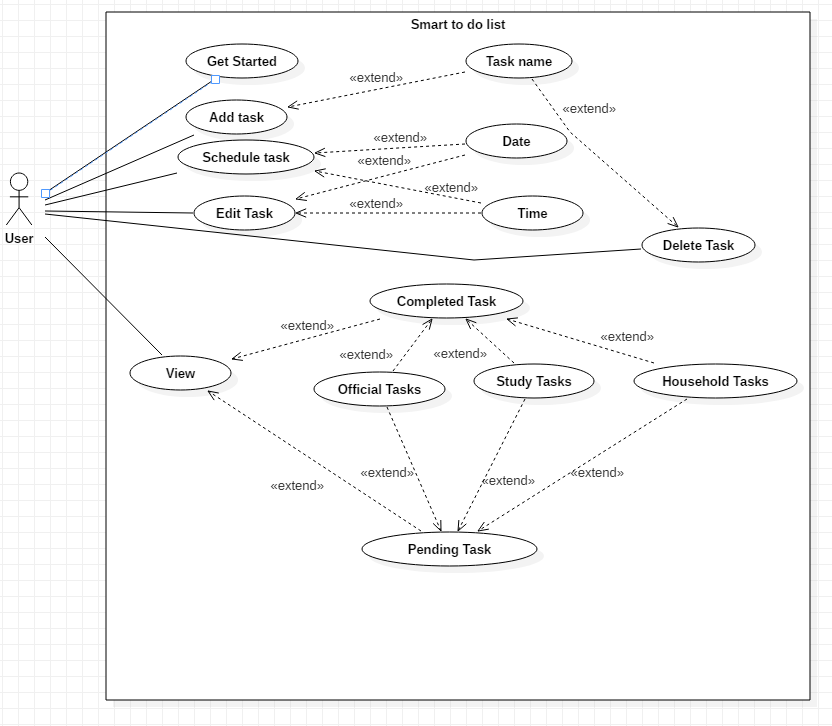 Smart to do list
Get Started
Task name
«extend»
«extend»
Add task
Date
«extend»
Schedule task
«extend»
«extend»
Edit Task
«extend»
Time
User
Delete Task
Completed Task
«extend»
«extend»
«extend»
«extend»
View
Official Tasks
Study Tasks
Household Tasks
«extend»
«extend»
«extend»
«extend»
Pending Task